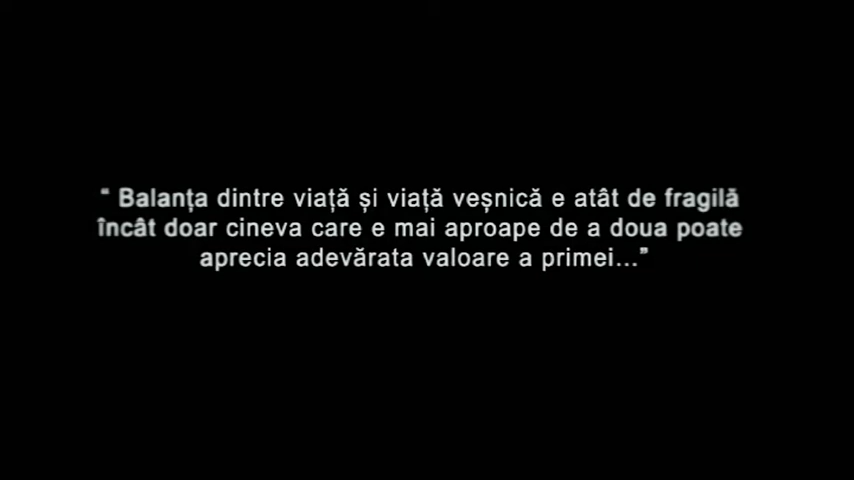 “ Balanța dintre viață și viață veșnică e atât de fragilă
încât doar cineva care e mai aproape de a doua poate
aprecia adevărata valoare a primei...”